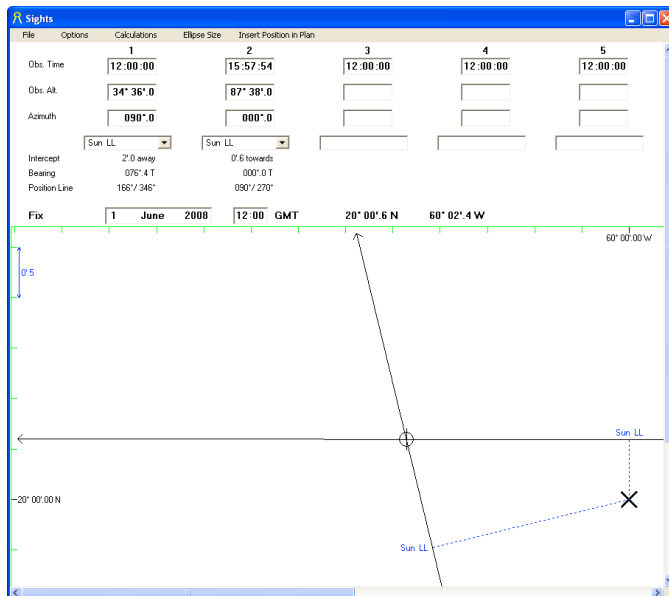 Sights
File Options Calculations Ellipse Size Insert Position in Plan
1 2 3 4 5
Obs. Time 12:00:00 15:57:54 12:00:00 12:00:00 12:00:00
Obs. Alt. 34° 36'.0 87° 38'.0
Azimuth 090°.0 000°.0
Sun LL Sun LL
Intercept 2'.0 away 0'.6 towards
Bearing 076°.4 T 000°.0 T
Position Line 166°/ 346° 090°/ 270°
Fix 1 June 2008 12:00 GMT 20° 00'.6 N 60° 02'.4 W
60° 00'.00 W
0'.5
Sun LL
20° 00'.00 N
Sun LL